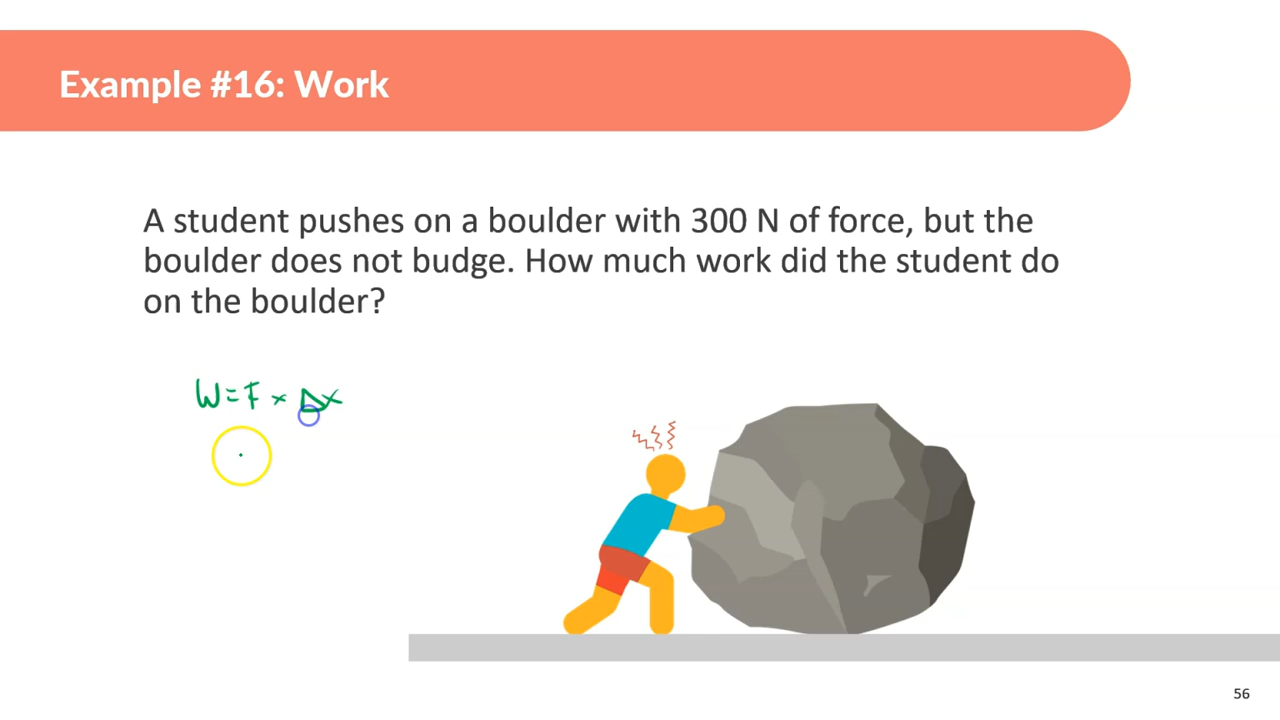 Example #16: Work
A student pushes on a boulder with 300 N of force, but the
boulder does not budge. How much work did the student do
on the boulder?
W=F × Δx
56